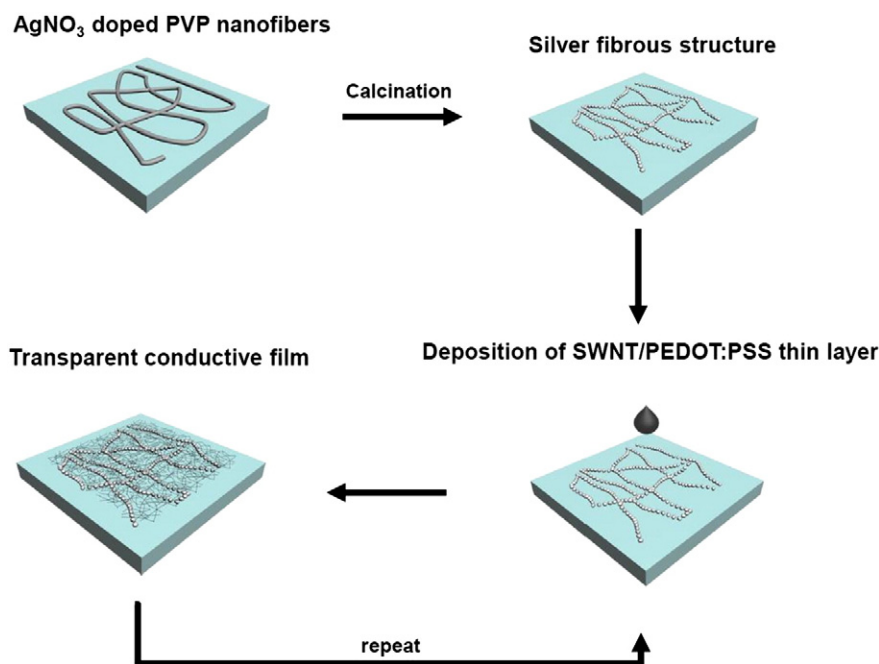 AgNO₃ doped PVP nanofibers
Silver fibrous structure
Calcination
Deposition of SWNT/PEDOT:PSS thin layer
Transparent conductive film
repeat